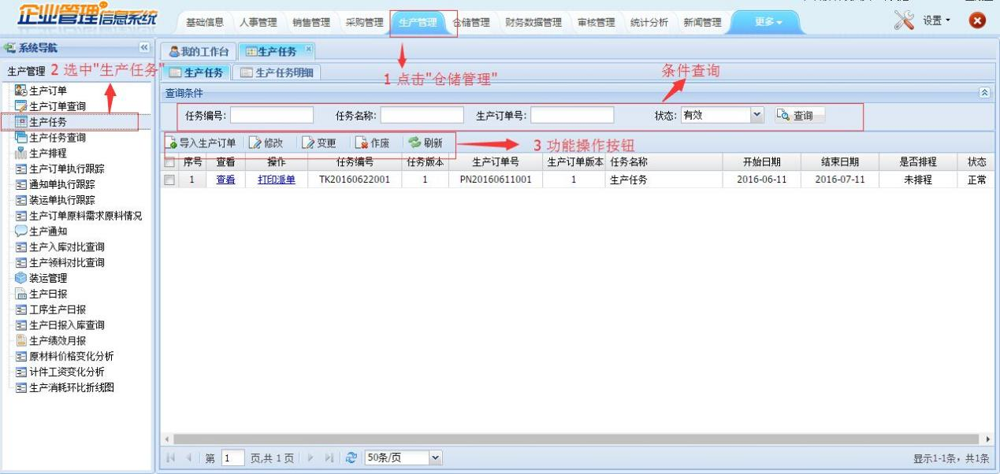 企业管理信息系统
基础信息 人事管理 销售管理 采购管理 生产管理 仓储管理 财务数据管理 审核管理 统计分析 新闻管理 更多 设置
系统导航 我的工作台 生产任务
生产管理 2 选中"生产任务" 生产任务 生产任务明细 1 点击"仓储管理" 条件查询
查询条件
任务编号: 任务名称: 生产订单号: 状态: 有效 查询
导入生产订单 修改 变更 作废 刷新 3 功能操作按钮
序号 查看 操作 任务编号 任务版本 生产订单号 生产订单版本 任务名称 开始日期 结束日期 是否排程 状态
1 查看 打印派单 TK20160622001 1 PN20160611001 1 生产任务 2016-06-11 2016-07-11 未排程 正常
生产订单
生产订单查询
生产任务
生产任务查询
生产排程
生产订单执行跟踪
通知单执行跟踪
装运单执行跟踪
生产订单原料需求原料情况
生产通知
生产入库对比查询
生产领料对比查询
装运管理
生产日报
工序生产日报
生产日报入库查询
生产绩效月报
原材料价格变化分析
计件工资变化分析
生产消耗环比折线图
第 1 页,共 1 页 50条/页 显示1-1条，共1条